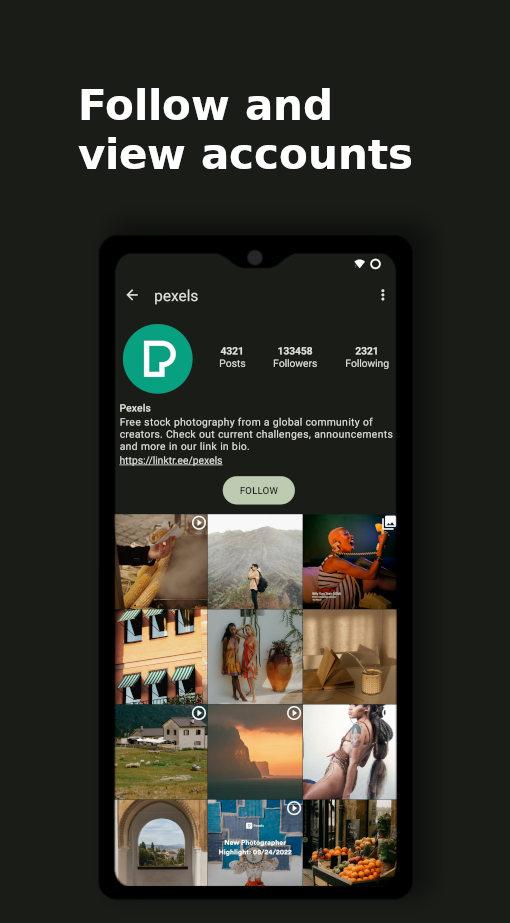 Follow and
view accounts
pexels
4321 133458 2321
Posts Followers Following
Pexels
Free stock photography from a global community of
creators. Check out current challenges, announcements
and more in our link in bio.
https://linktr.ee/pexels
FOLLOW
Pexels
New Photographer
Highlight: 08/24/2022